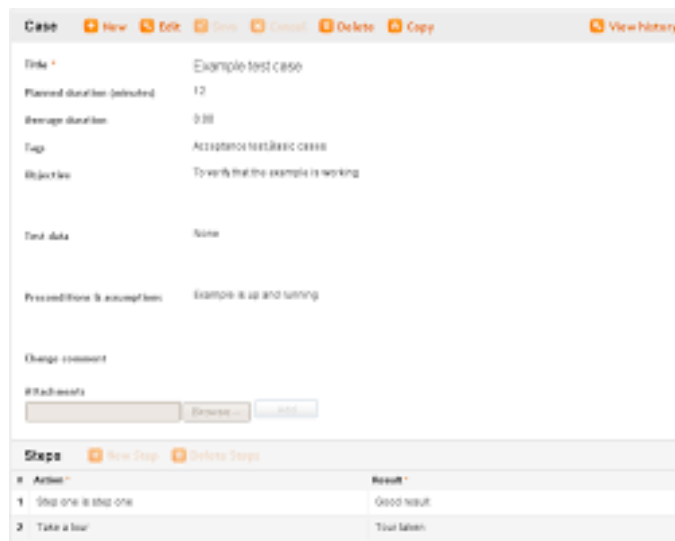 Case New Edit Save Cancel Delete Copy View history
Title * Example test case
Planned duration (minutes) 12
Average duration 0.00
Tags Acceptance test,Basic cases
Objective To verify that the example is working
Test data None
Preconditions & assumptions Example is up and running
Change comment
Attachments
Browse... Add
Steps New Step Delete Steps
# Action * Result *
1 Step one is step one Good result
2 Take a tour Tour taken